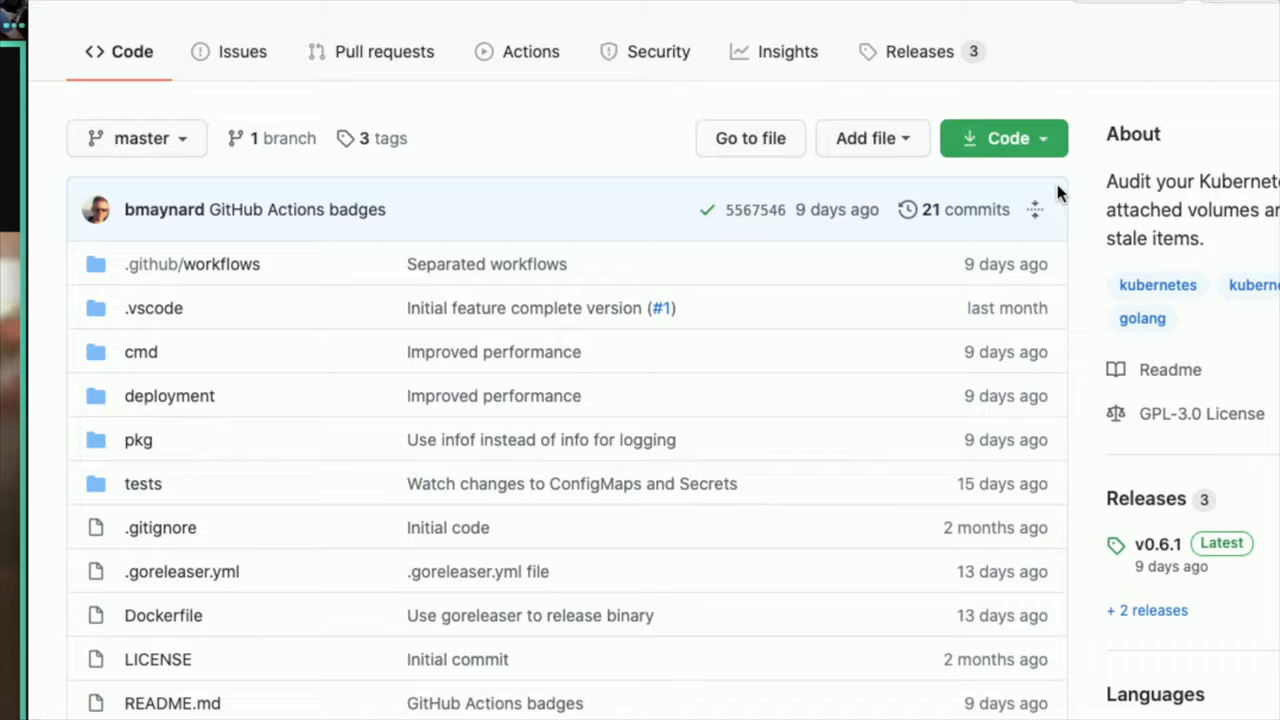 Code Issues Pull requests Actions Security Insights Releases 3
master 1 branch 3 tags Go to file Add file Code
bmaynard GitHub Actions badges 5567546 9 days ago 21 commits
.github/workflows Separated workflows 9 days ago
.vscode Initial feature complete version (#1) last month
cmd Improved performance 9 days ago
deployment Improved performance 9 days ago
pkg Use infof instead of info for logging 9 days ago
tests Watch changes to ConfigMaps and Secrets 15 days ago
.gitignore Initial code 2 months ago
.goreleaser.yml .goreleaser.yml file 13 days ago
Dockerfile Use goreleaser to release binary 13 days ago
LICENSE Initial commit 2 months ago
README.md GitHub Actions badges 9 days ago
About
Audit your Kubernete
attached volumes an
stale items.
kubernetes kubern
golang
Readme
GPL-3.0 License
Releases 3
v0.6.1 Latest
9 days ago
+ 2 releases
Languages